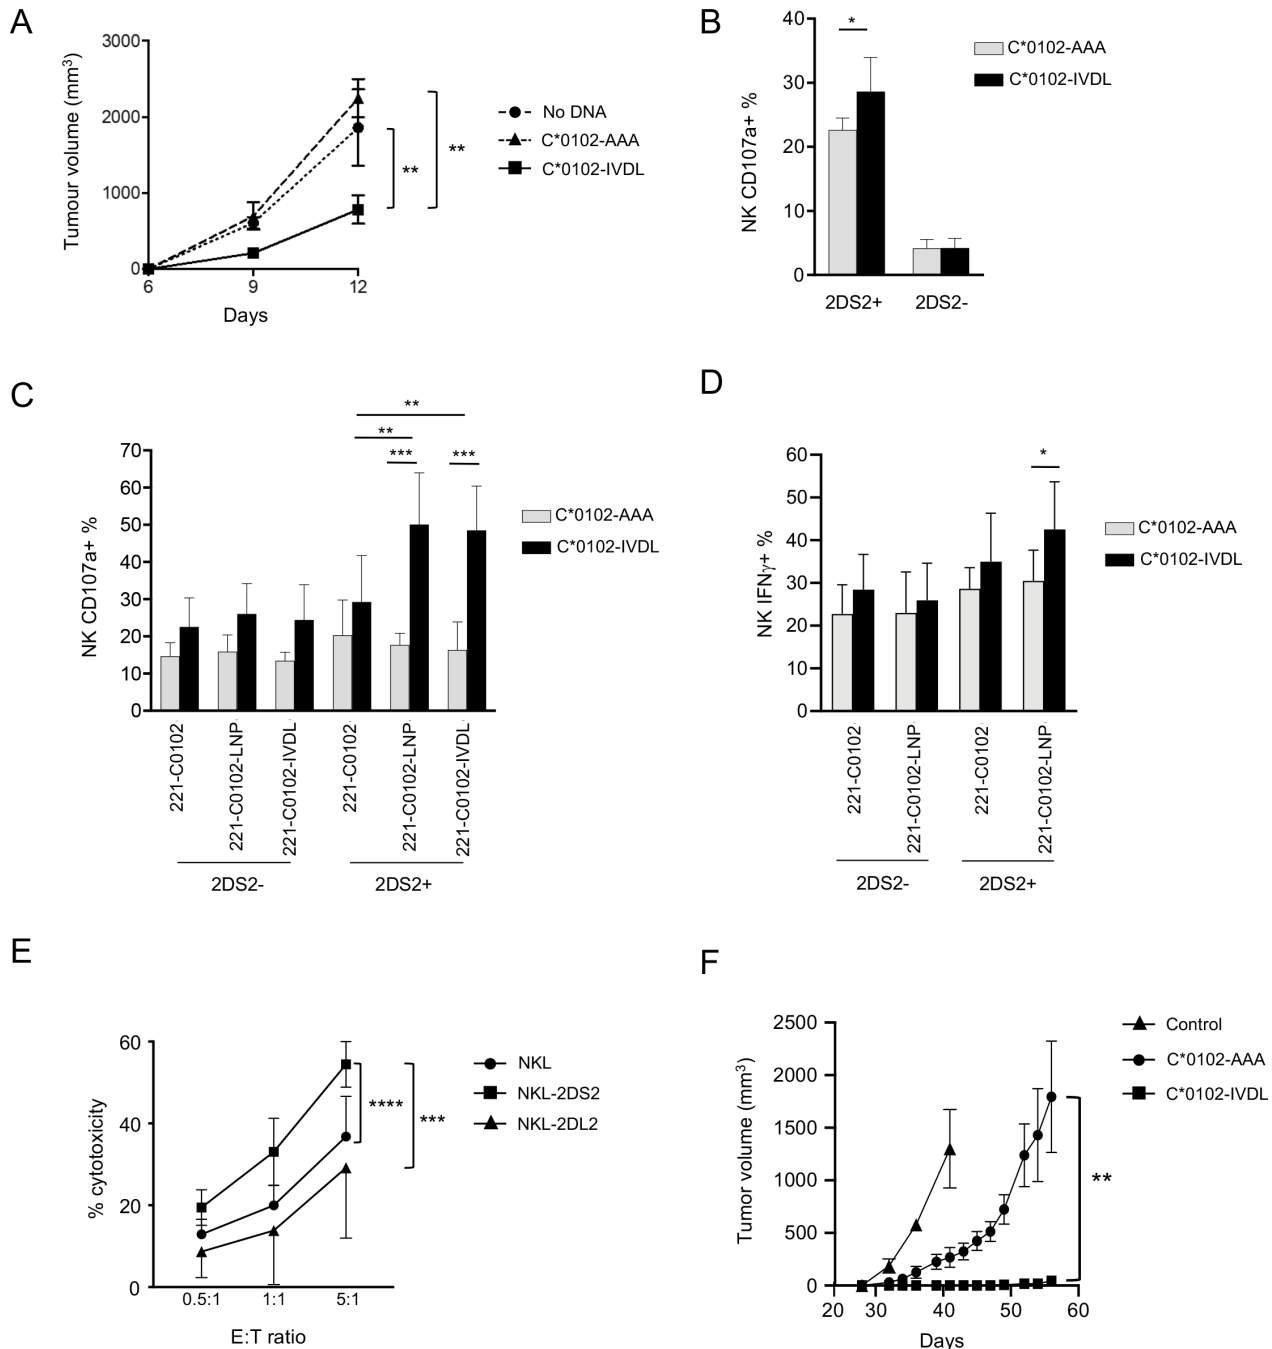 A
3000
2000
1000
0
6
9
12
Tumour volume (mm³)
Days
**
**
No DNA
C*0102-AAA
C*0102-IVDL
B
40
30
20
10
0
NK CD107a+ %
*
2DS2+
2DS2-
C*0102-AAA
C*0102-IVDL
C
70
60
50
40
30
20
10
0
NK CD107a+ %
**
**
***
***
C*0102-AAA
C*0102-IVDL
221-C0102
221-C0102-LNP
221-C0102-IVDL
221-C0102
221-C0102-LNP
221-C0102-IVDL
2DS2-
2DS2+
D
60
50
40
30
20
10
0
NK IFNγ+ %
*
C*0102-AAA
C*0102-IVDL
221-C0102
221-C0102-LNP
221-C0102
221-C0102-LNP
2DS2-
2DS2+
E
60
40
20
0
% cytotoxicity
0.5:1
1:1
5:1
E:T ratio
****
***
NKL
NKL-2DS2
NKL-2DL2
F
2500
2000
1500
1000
500
0
Tumor volume (mm³)
20
30
40
50
60
Days
**
Control
C*0102-AAA
C*0102-IVDL